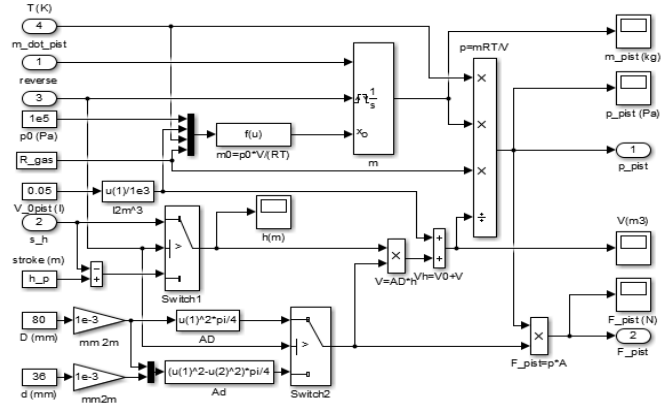 T(K)
4
m_dot_pist
1
reverse
3
1e5
p0 (Pa)
R_gas
0.05
V_0pist (l)
2
s_h
stroke (m)
h_p
80
D (mm)
36
d (mm)
1e-3
mm 2m
1e-3
mm2m
u(1)/1e3
l2m^3
f(u)
m0=p0*V/(RT)
1
s
xo
m
>
Switch1
h(m)
u(1)^2*pi/4
AD
(u(1)^2-u(2)^2)*pi/4
Ad
>
Switch2
×
V=AD*h
+
+
Vh=V0+V
-
+
p=mRT/V
×
×
×
÷
×
F_pist=p*A
m_pist (kg)
p_pist (Pa)
1
p_pist
V(m3)
F_pist (N)
2
F_pist